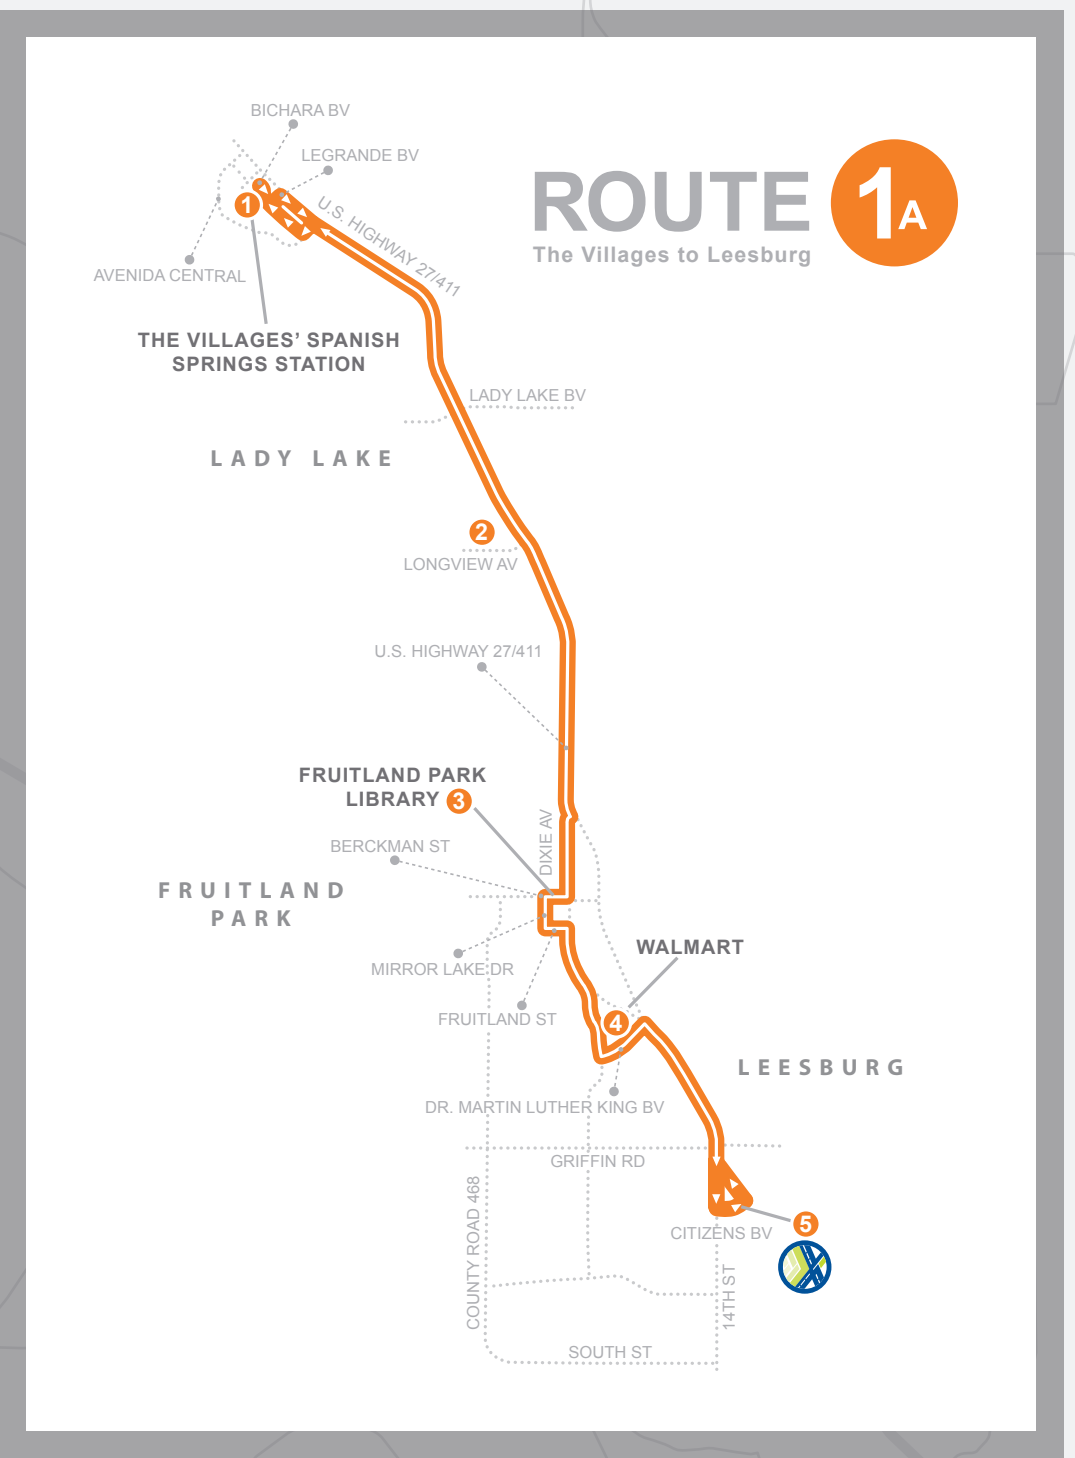 BICHARA BV
LEGRANDE BV
ROUTE 1A
The Villages to Leesburg
1
U.S. HIGHWAY 27/411
AVENIDA CENTRAL
THE VILLAGES’ SPANISH
SPRINGS STATION
LADY LAKE BV
LADY LAKE
2
LONGVIEW AV
U.S. HIGHWAY 27/411
FRUITLAND PARK
LIBRARY 3
DIXIE AV
BERCKMAN ST
FRUITLAND
PARK
WALMART
MIRROR LAKE DR
FRUITLAND ST
4
LEESBURG
DR. MARTIN LUTHER KING BV
GRIFFIN RD
COUNTY ROAD 468
5
CITIZENS BV
14TH ST
SOUTH ST